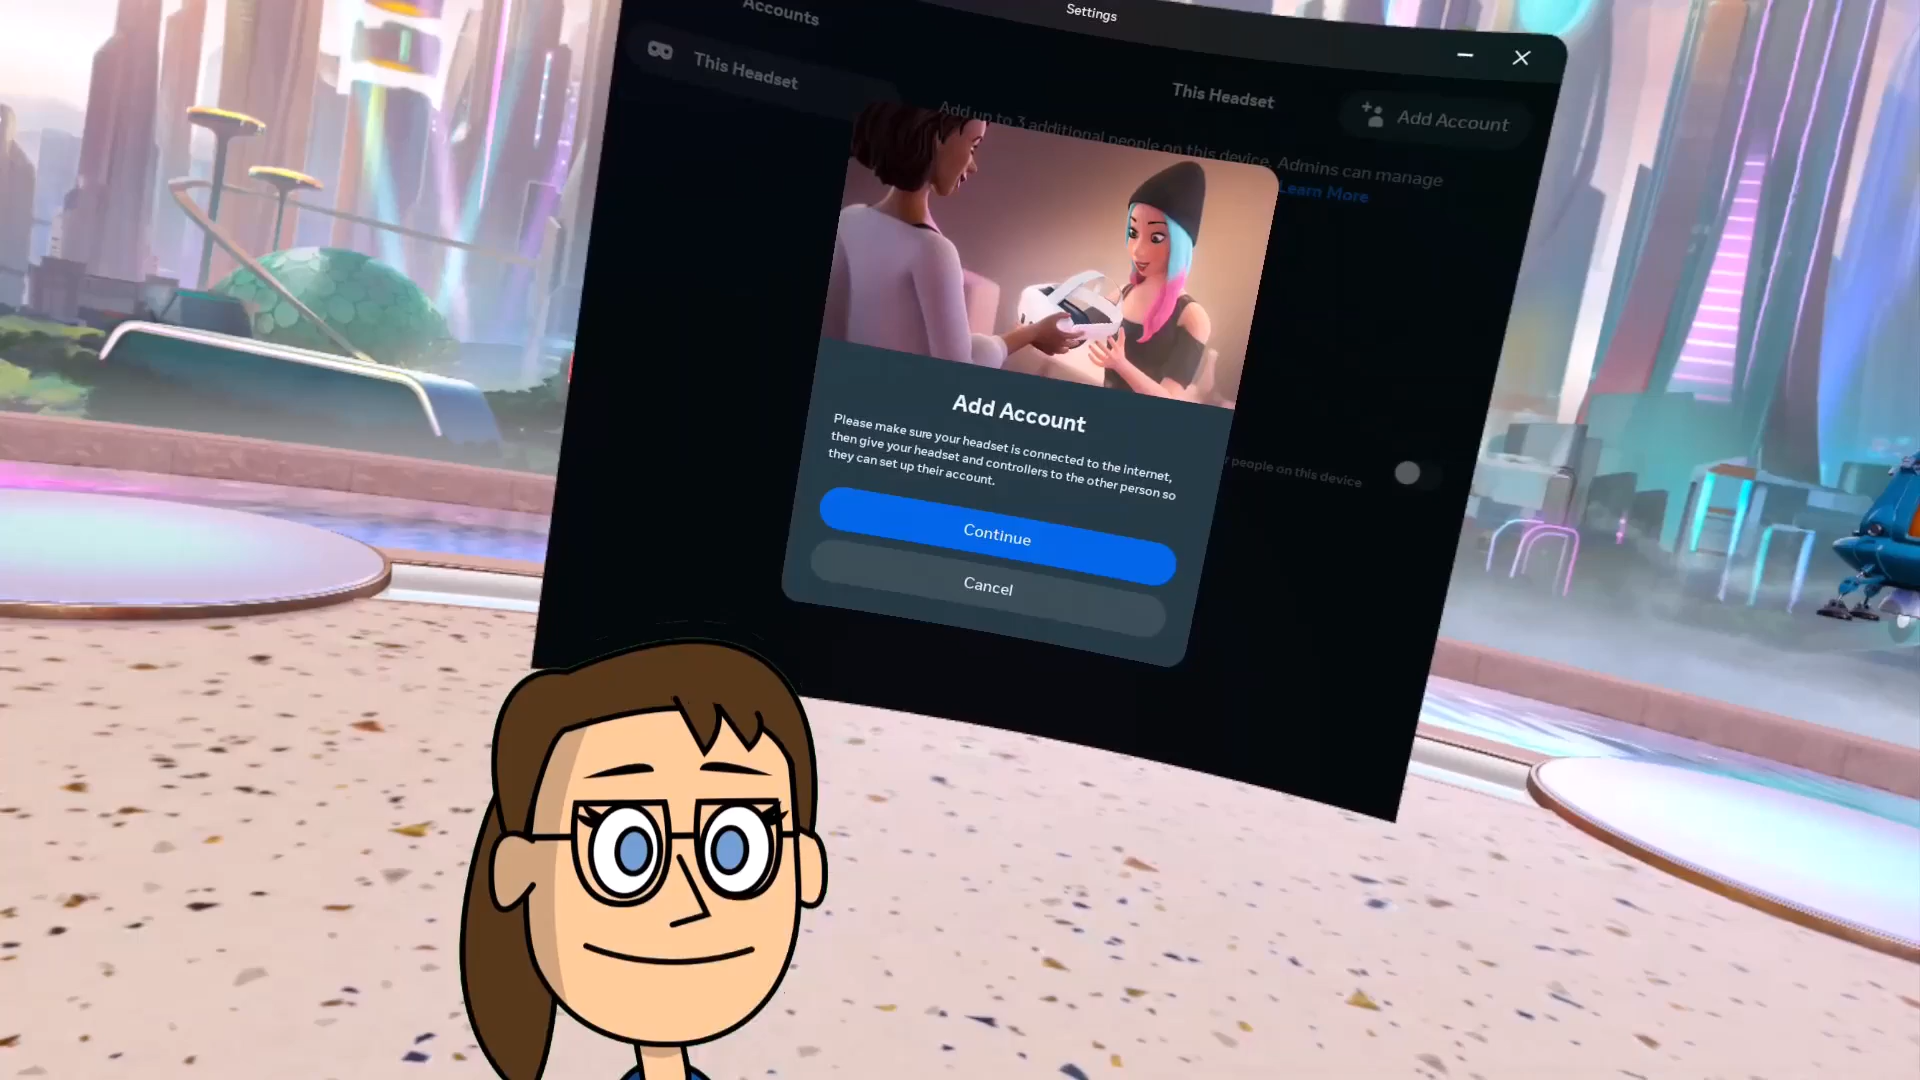 Settings
Accounts
This Headset
This Headset
Add Account
Add up to 3 additional people on this device. Admins can manage
Learn More
Add Account
Please make sure your headset is connected to the internet,
then give your headset and controllers to the other person so
they can set up their account.
people on this device
Continue
Cancel